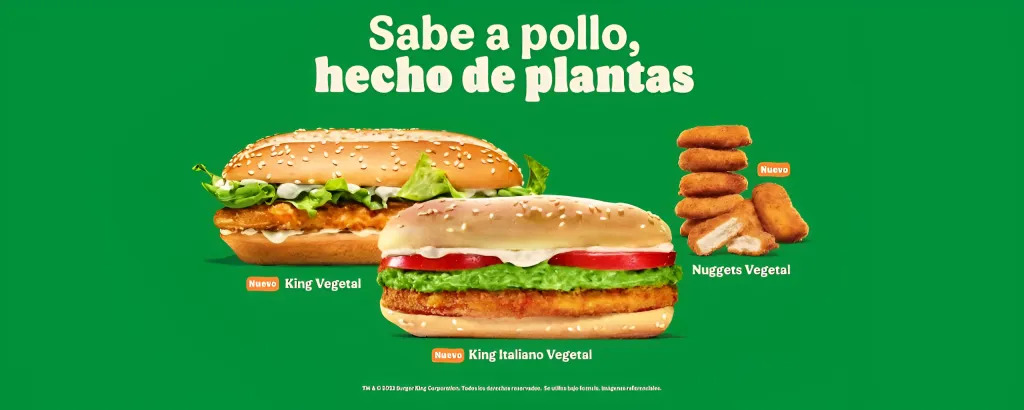 Sabe a pollo,
hecho de plantas
Nuevo
Nuggets Vegetal
Nuevo King Vegetal
Nuevo King Italiano Vegetal
TM & © 2023 Burger King Corporation. Todos los derechos reservados. Se utiliza bajo licencia. Imágenes referenciales.